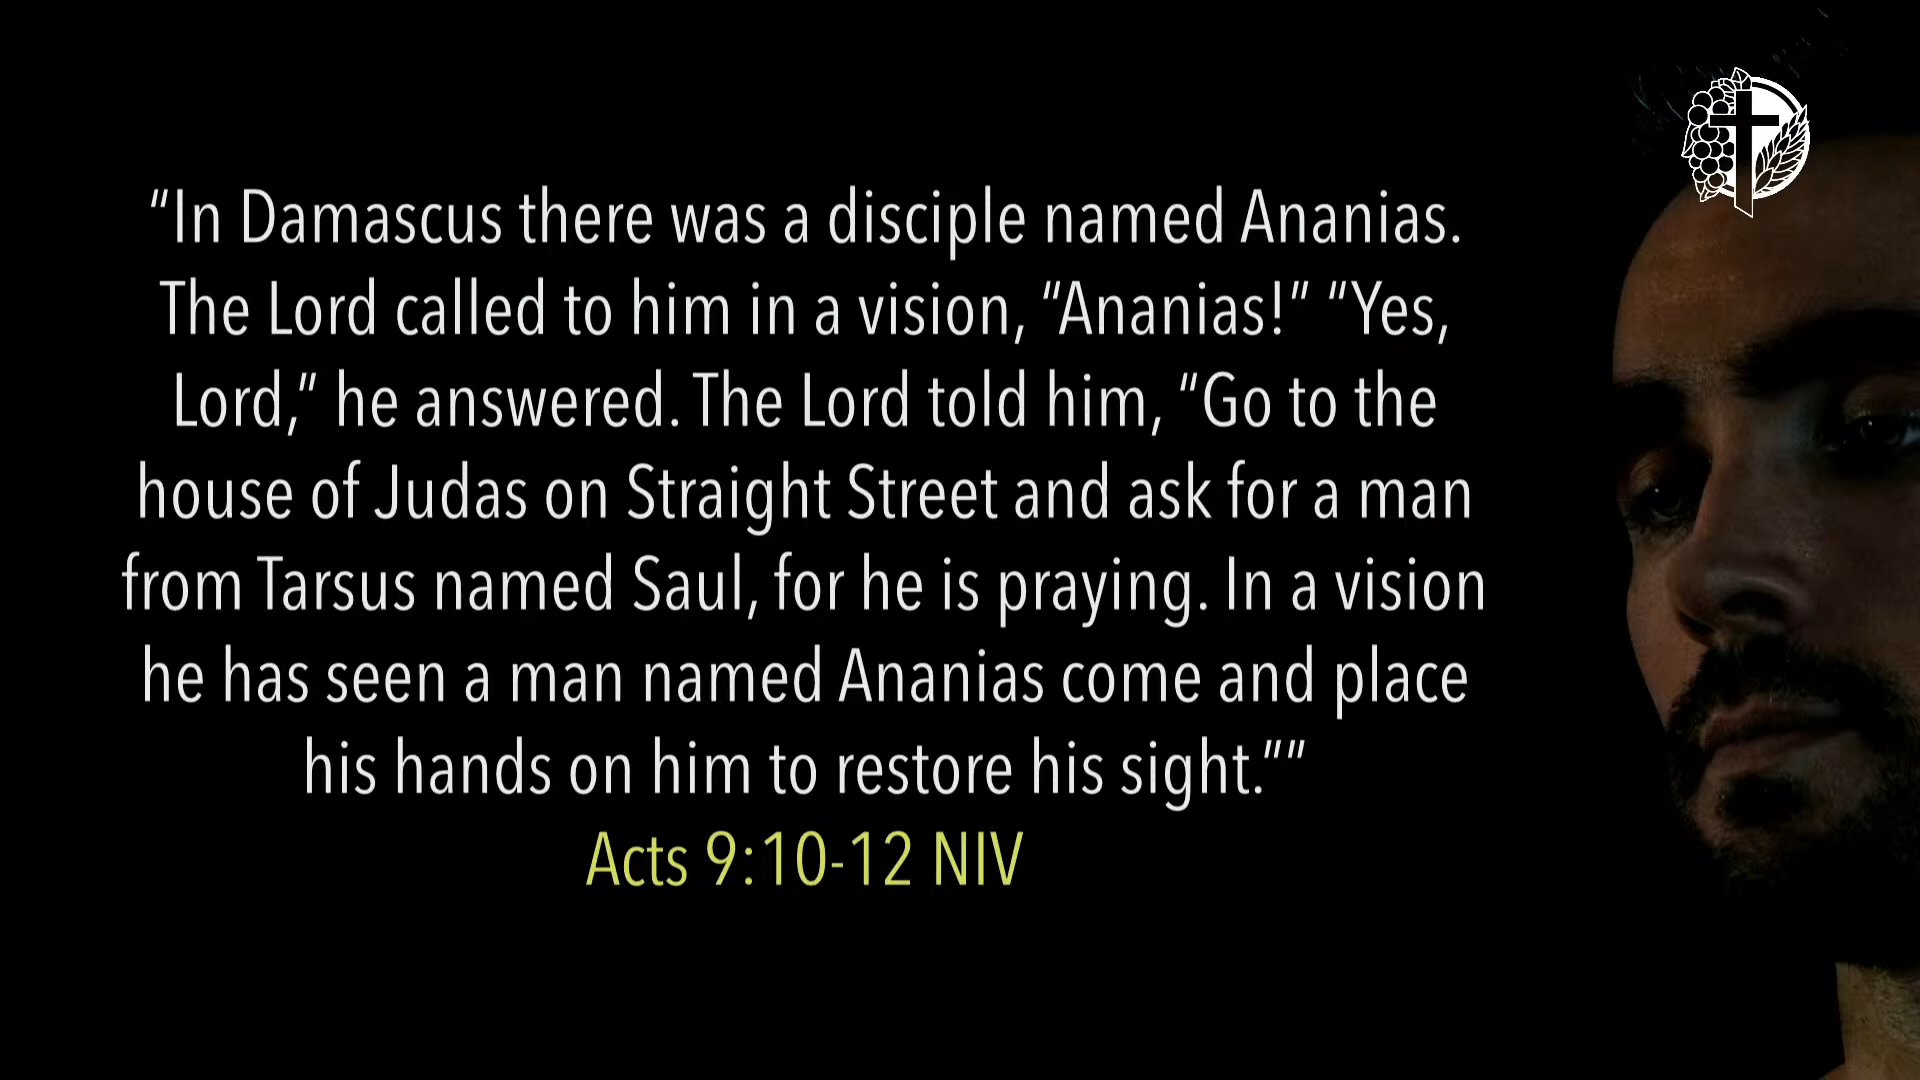 “In Damascus there was a disciple named Ananias.
The Lord called to him in a vision, “Ananias!” “Yes,
Lord,” he answered. The Lord told him, “Go to the
house of Judas on Straight Street and ask for a man
from Tarsus named Saul, for he is praying. In a vision
he has seen a man named Ananias come and place
his hands on him to restore his sight.””
Acts 9:10-12 NIV